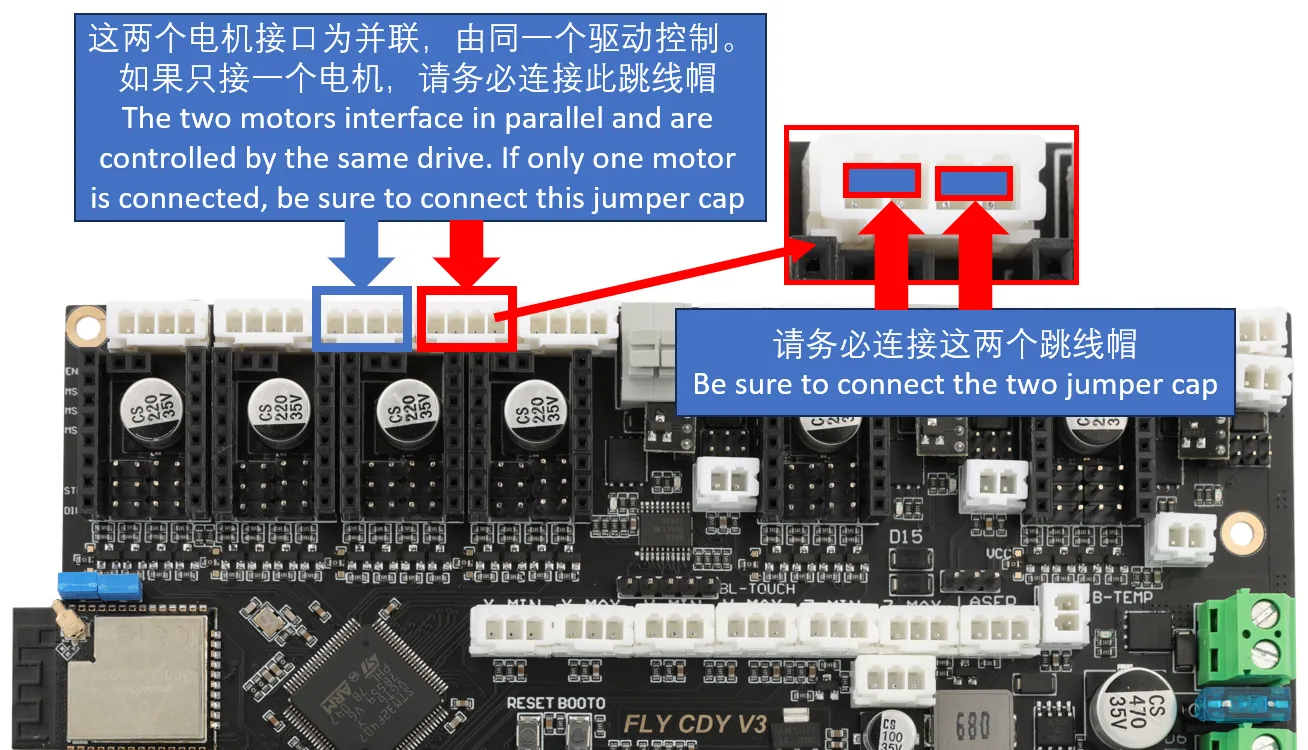 这两个电机接口为并联，由同一个驱动控制。
如果只接一个电机，请务必连接此跳线帽
The two motors interface in parallel and are
controlled by the same drive. If only one motor
is connected, be sure to connect this jumper cap
请务必连接这两个跳线帽
Be sure to connect the two jumper cap
EN
MS
MS
MS
ST
DI
CS
220
35V
CS
220
35V
CS
220
35V
CS
220
35V
D15
VCC
BL-TOUCH
B-TEMP
X MIN
X MAX
Y MIN
Z MIN
Z MAX
ASER
RESET BOOT0
FLY CDY V3
CS
100
35V
680
CS
470
35V
D6